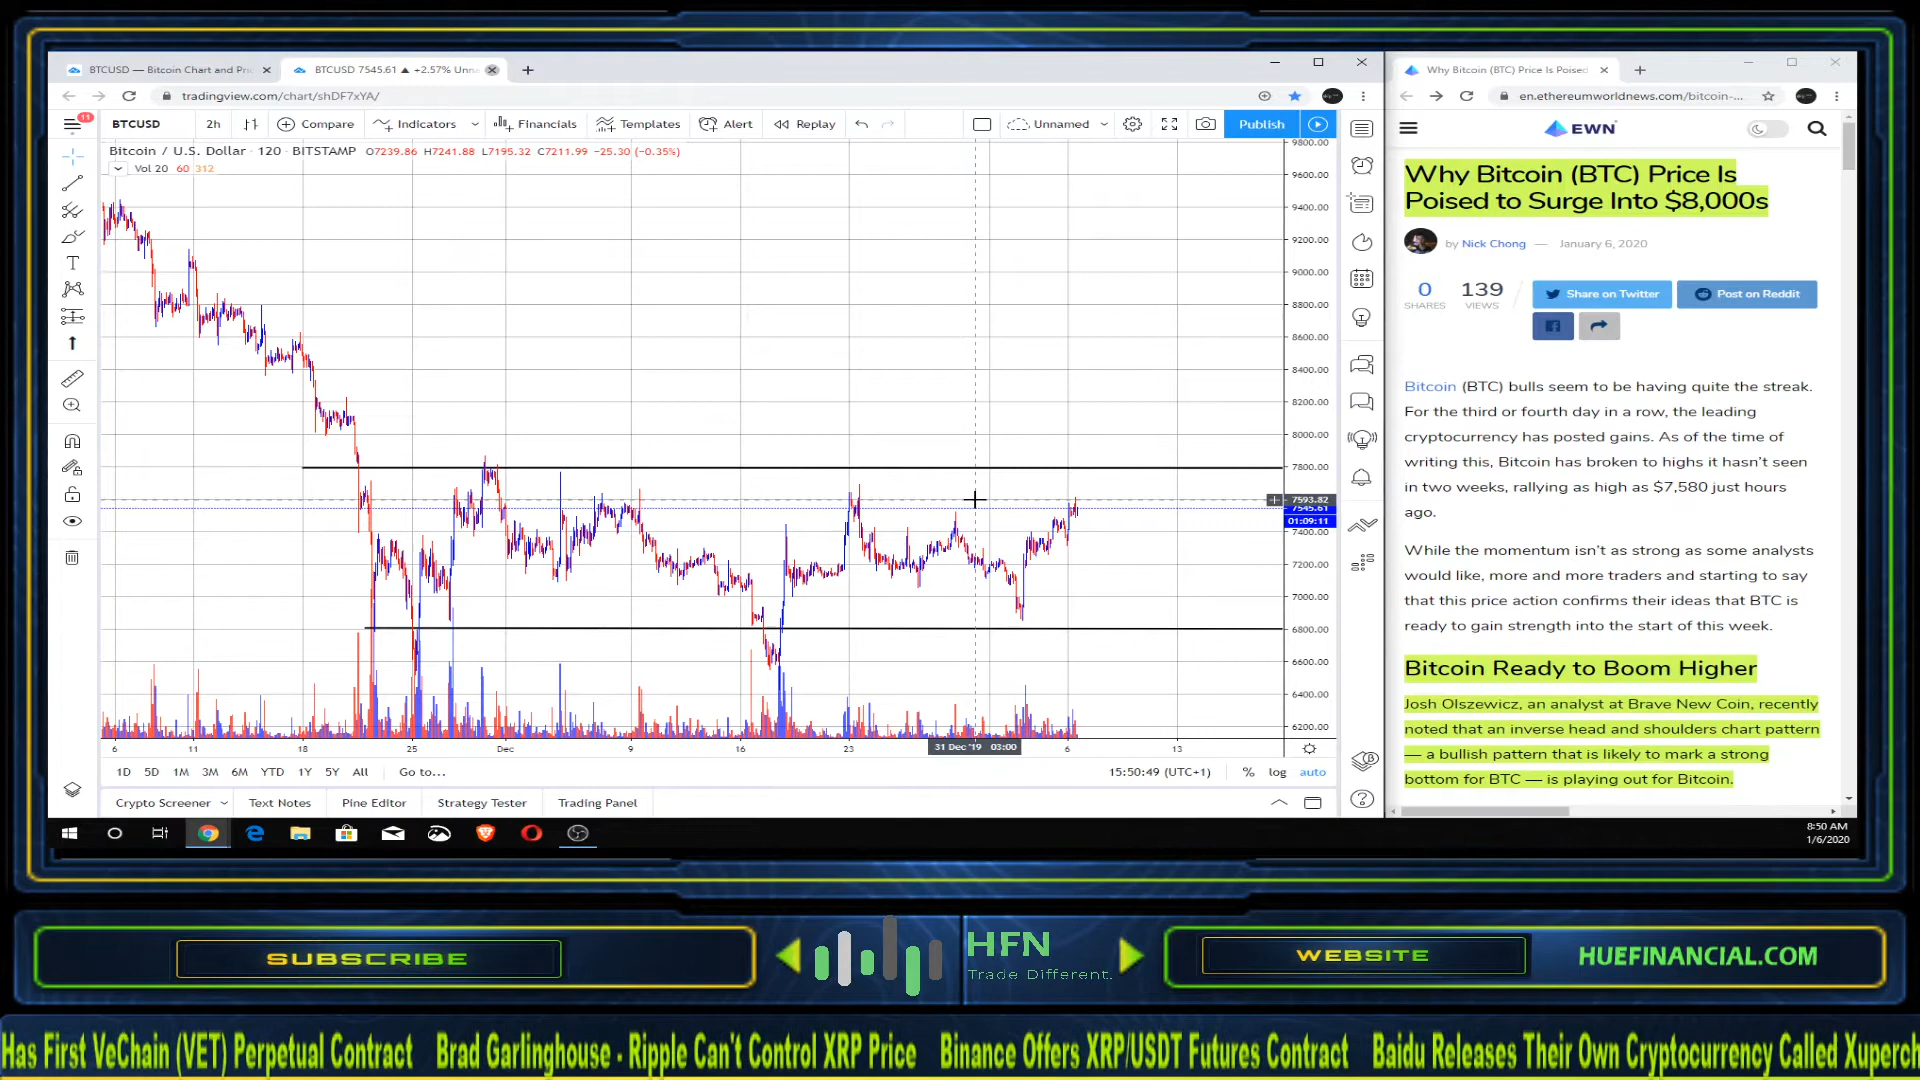 BTCUSD — Bitcoin Chart and Pri
BTCUSD 7545.61 ▲ +2.57% Unna
tradingview.com/chart/shDF7xYA/
11
BTCUSD
2h
Compare
Indicators
Financials
Templates
Alert
Replay
Unnamed
Publish
Bitcoin / U.S. Dollar · 120 · BITSTAMP O7239.86 H7241.88 L7195.32 C7211.99 −25.30 (−0.35%)
Vol 20 60 312
9800.00
9600.00
9400.00
9200.00
9000.00
8800.00
8600.00
8400.00
8200.00
8000.00
7800.00
7593.82
7545.61
01:09:11
7400.00
7200.00
7000.00
6800.00
6600.00
6400.00
6200.00
6 11 18 25 Dec 9 16 23 31 Dec '19 03:00 6 13
1D 5D 1M 3M 6M YTD 1Y 5Y All Go to...
15:50:49 (UTC+1) % log auto
Crypto Screener Text Notes Pine Editor Strategy Tester Trading Panel
Why Bitcoin (BTC) Price Is Poised
en.ethereumworldnews.com/bitcoin-...
EWN
Why Bitcoin (BTC) Price Is
Poised to Surge Into $8,000s
by Nick Chong — January 6, 2020
0 139
SHARES VIEWS
Share on Twitter
Post on Reddit
Bitcoin (BTC) bulls seem to be having quite the streak.
For the third or fourth day in a row, the leading
cryptocurrency has posted gains. As of the time of
writing this, Bitcoin has broken to highs it hasn't seen
in two weeks, rallying as high as $7,580 just hours
ago.
While the momentum isn't as strong as some analysts
would like, more and more traders and starting to say
that this price action confirms their ideas that BTC is
ready to gain strength into the start of this week.
Bitcoin Ready to Boom Higher
Josh Olszewicz, an analyst at Brave New Coin, recently
noted that an inverse head and shoulders chart pattern
— a bullish pattern that is likely to mark a strong
bottom for BTC — is playing out for Bitcoin.
8:50 AM
1/6/2020
SUBSCRIBE
HFN
Trade Different.
WEBSITE
HUEFINANCIAL.COM
Has First VeChain (VET) Perpetual Contract Brad Garlinghouse - Ripple Can't Control XRP Price Binance Offers XRP/USDT Futures Contract Baidu Releases Their Own Cryptocurrency Called Xuperch